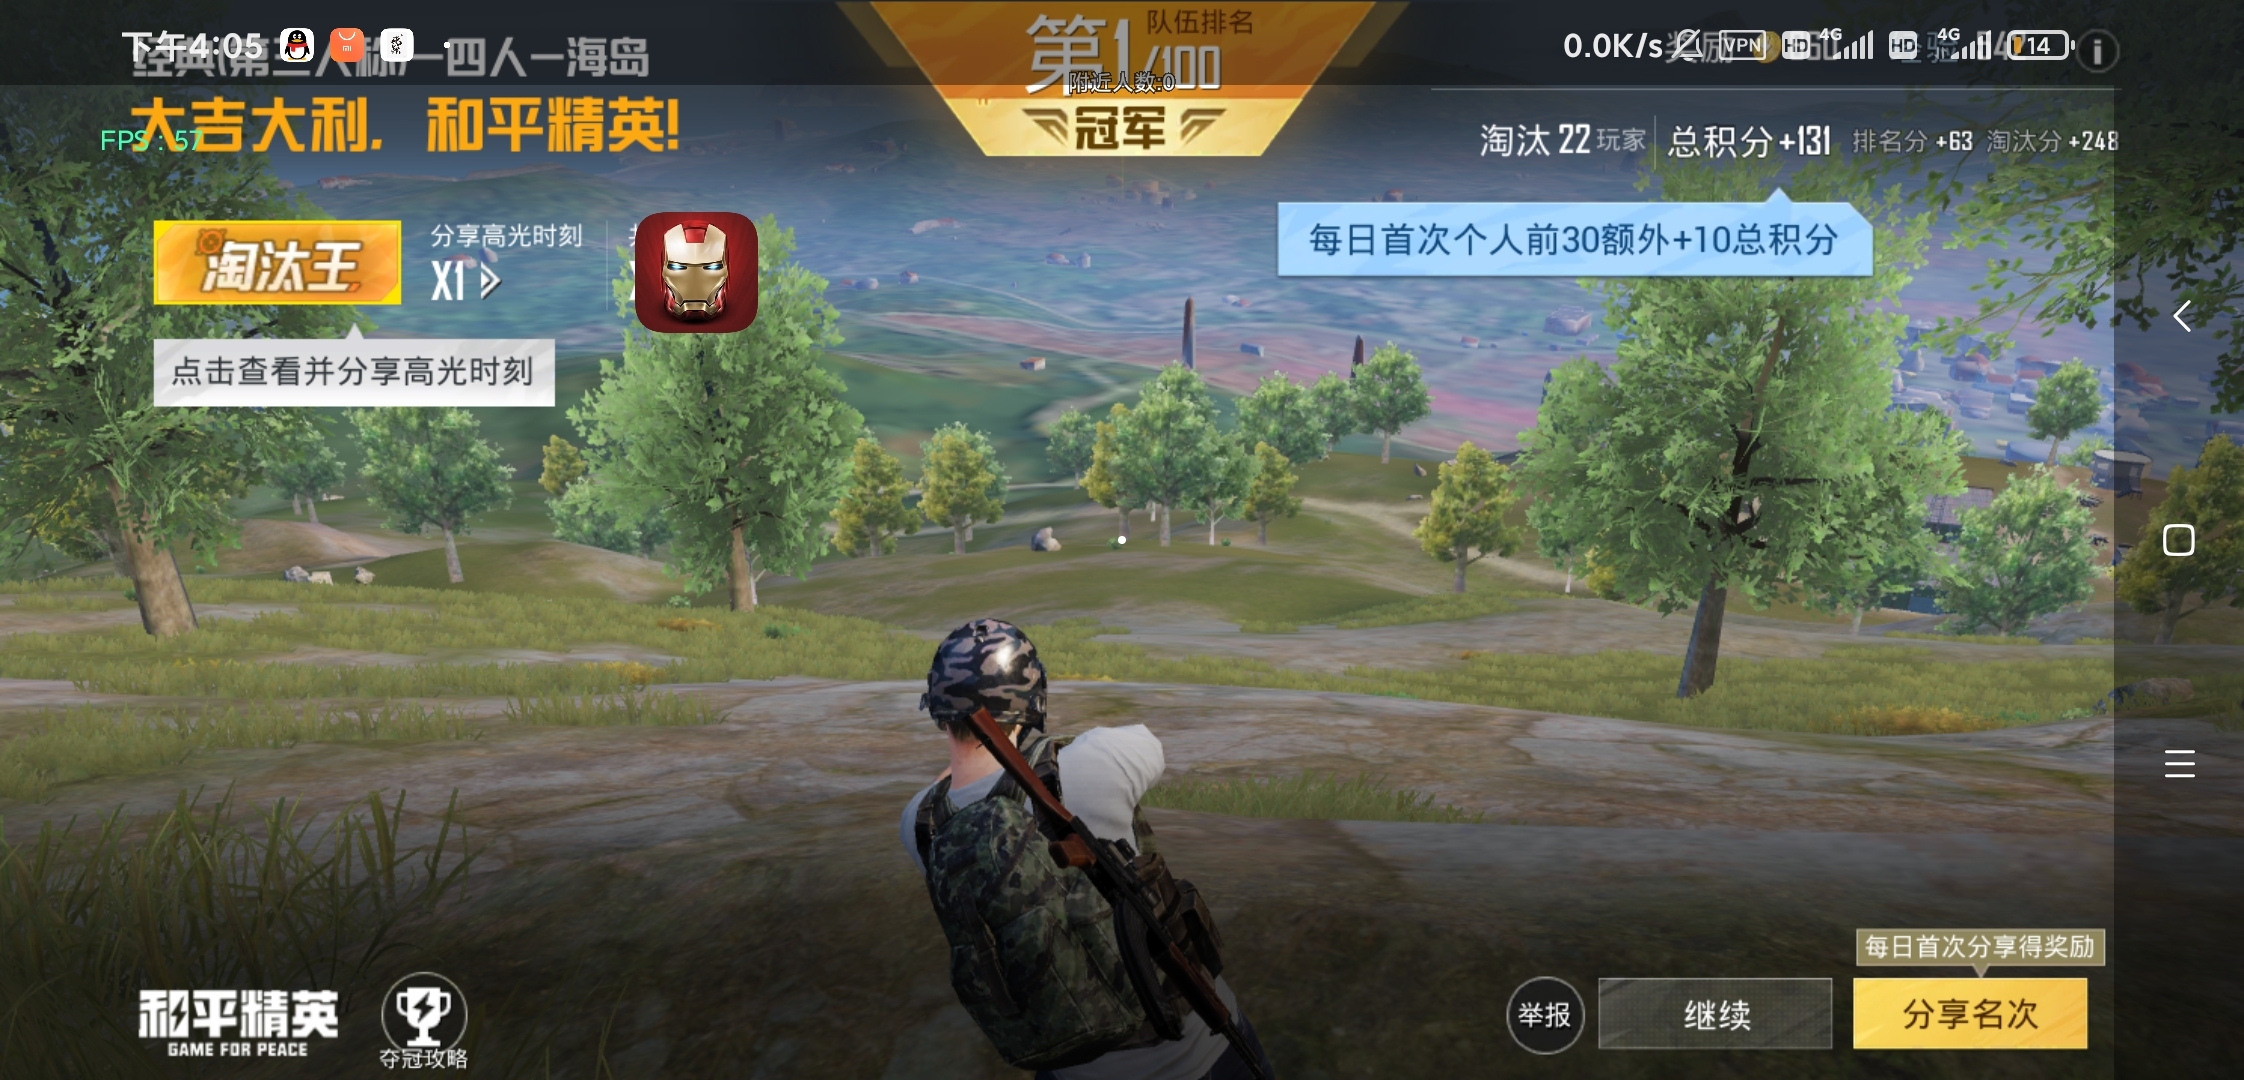 下午4:05
0.0K/s VPN HD 4G HD 4G 14
经典(第三人称)—四人—海岛
第1/100
队伍排名
附近人数:0
冠军
大吉大利，和平精英!
FPS : 57
淘汰 22 玩家
总积分+131 排名分 +63 淘汰分 +248
每日首次个人前30额外+10总积分
淘汰王
分享高光时刻
X1
点击查看并分享高光时刻
每日首次分享得奖励
和平精英
GAME FOR PEACE
夺冠攻略
举报
继续
分享名次